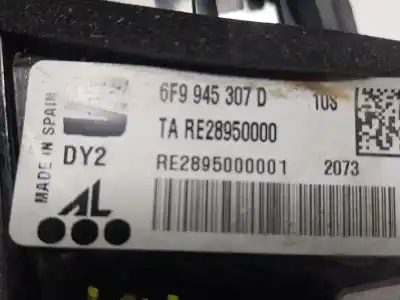 MADE IN SPAIN
6F9 945 307 D 10S
TA RE28950000
DY2 RE2895000001 2073
AL